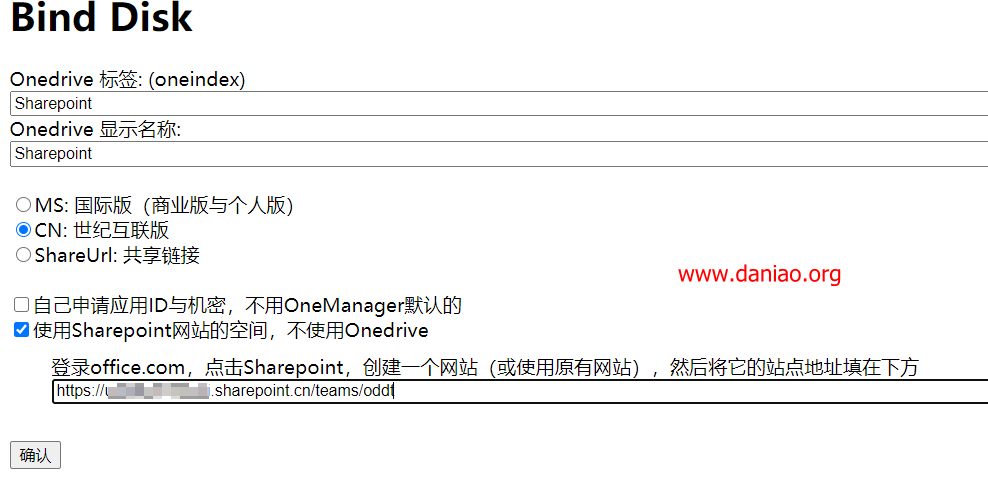 Bind Disk
Onedrive 标签: (oneindex)
Sharepoint
Onedrive 显示名称:
Sharepoint
MS: 国际版（商业版与个人版）
CN: 世纪互联版
ShareUrl: 共享链接
www.daniao.org
自己申请应用ID与机密，不用OneManager默认的
使用Sharepoint网站的空间，不使用Onedrive
登录office.com，点击Sharepoint，创建一个网站（或使用原有网站），然后将它的站点地址填在下方
https:// .sharepoint.cn/teams/oddt
确认